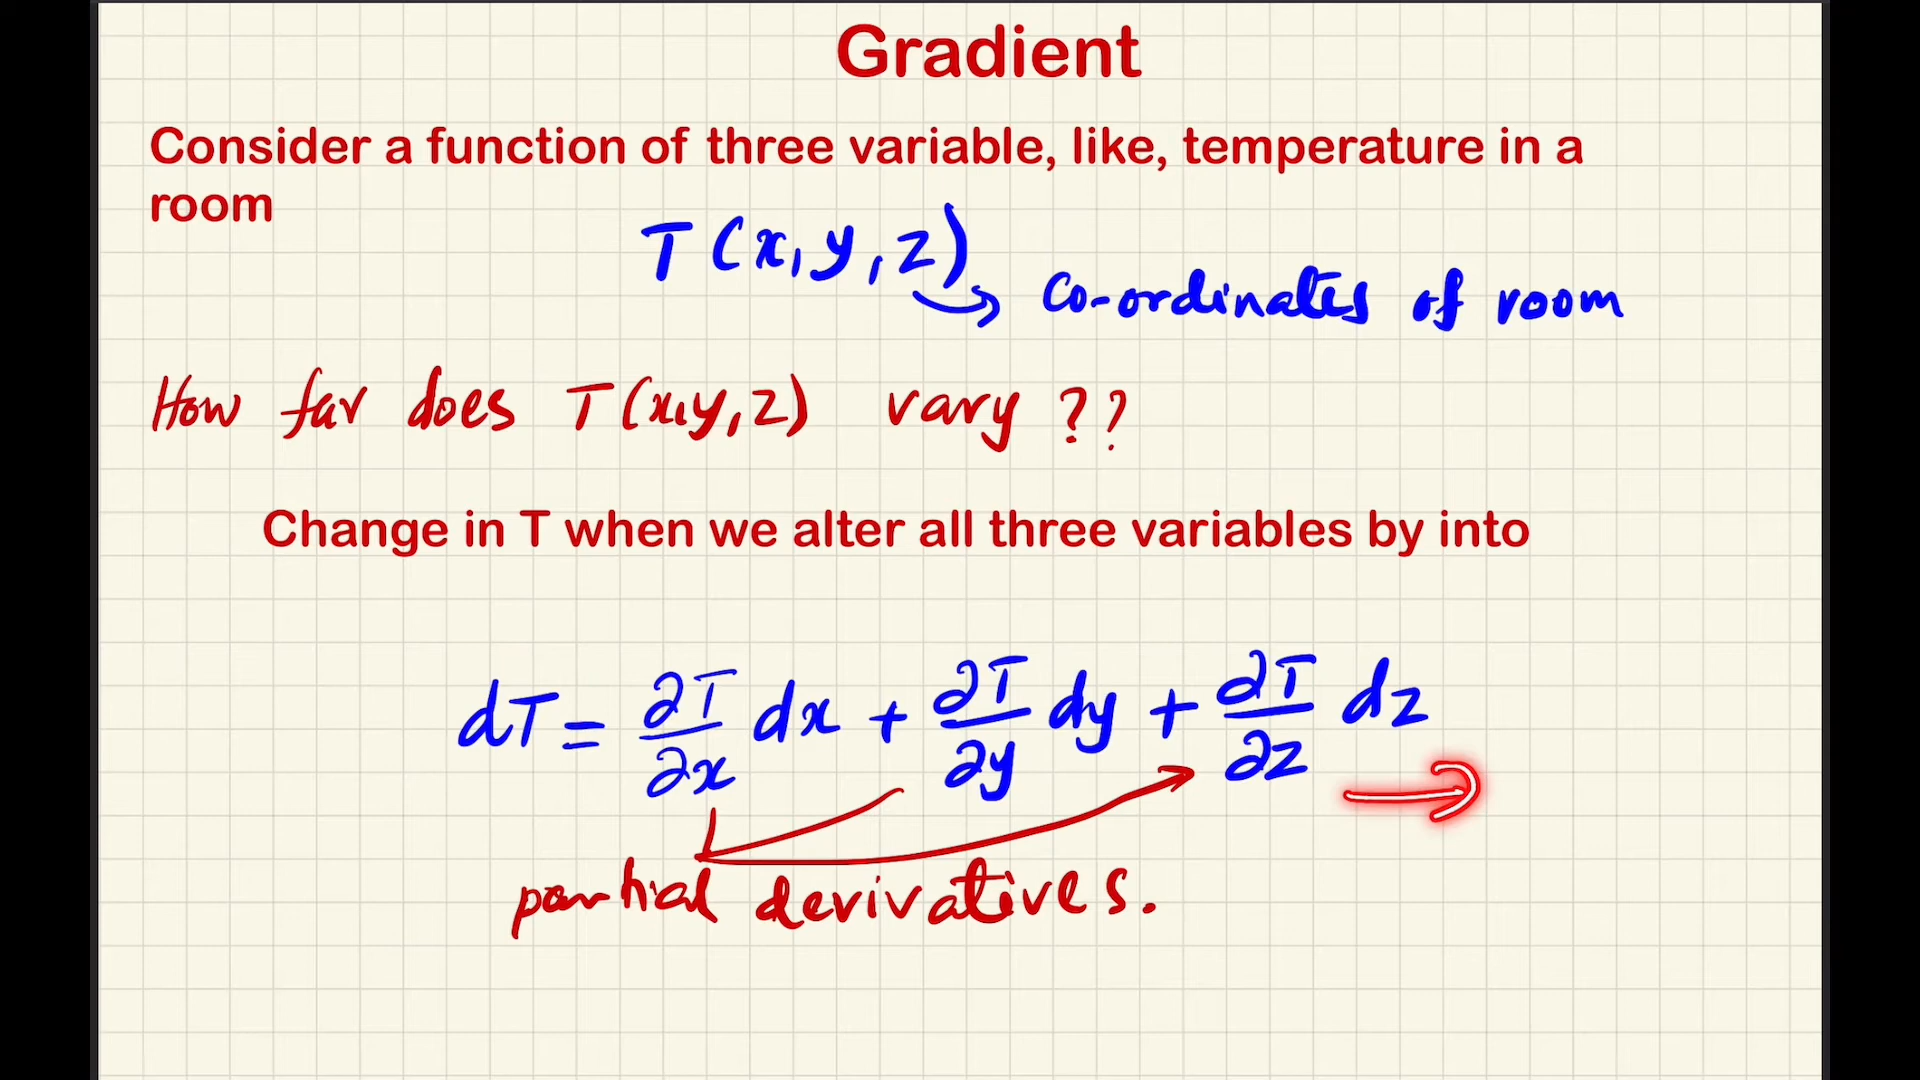 Gradient
Consider a function of three variable, like, temperature in a
room
T(x,y,z)
Co-ordinates of room
How far does T(x,y,z) vary ??
Change in T when we alter all three variables by into
dT = ∂T/∂x dx + ∂T/∂y dy + ∂T/∂z dz
partial derivatives.